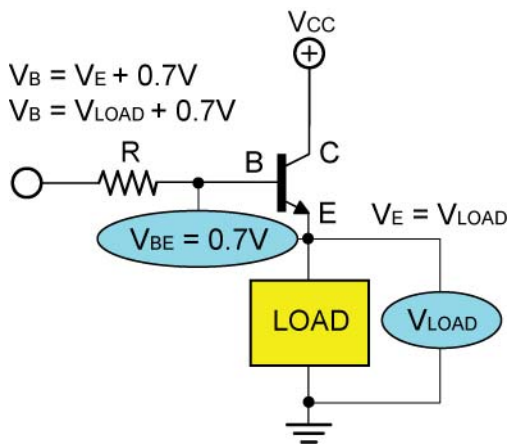 VCC
VB = VE + 0.7V
VB = VLOAD + 0.7V
R
B
C
E
VE = VLOAD
VBE = 0.7V
LOAD
VLOAD